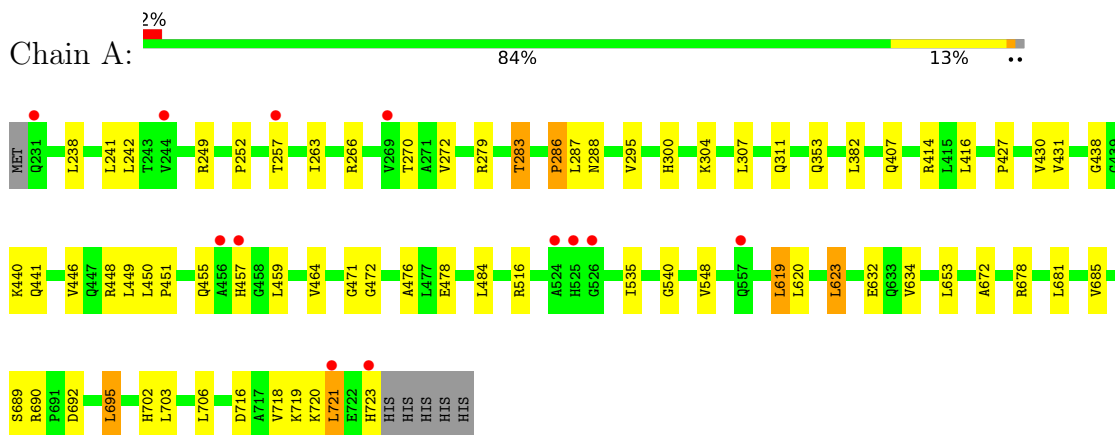 2%
Chain A:
84% 13% ••
MET Q231 L238 L241 L242 T243 V244 R249 P252 T257 I263 R266 V269 T270 A271 V272 R279 T283 P286 L287 N288 V295 H300 K304 L307 Q311 Q353 L382 Q407 R414 L415 L416 P427 V430 V431 G438 G439
K440 Q441 V446 Q447 R448 L449 L450 P451 Q455 A456 H457 G458 L459 V464 G471 G472 A476 L477 E478 L484 R516 A524 H525 G526 I535 G540 V548 Q557 L619 L620 L623 E632 Q633 V634 L653 A672 R678 L681 V685
S689 R690 P691 D692 L695 H702 L703 L706 D716 A717 V718 K719 K720 L721 E722 H723 HIS HIS HIS HIS HIS